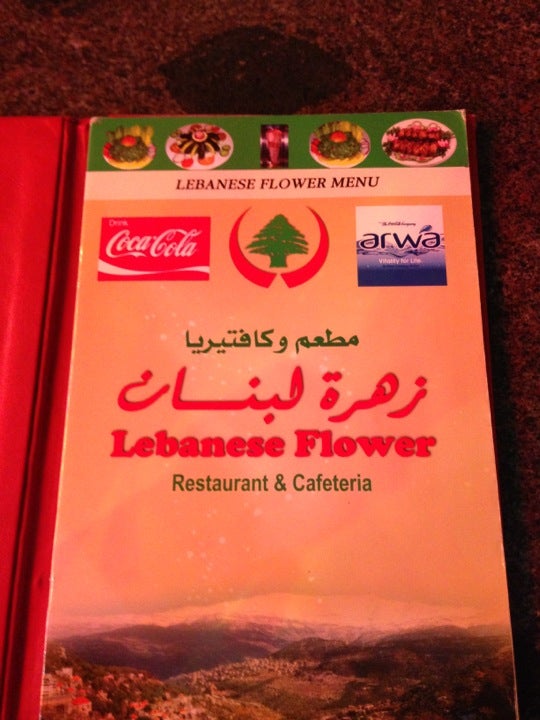 LEBANESE FLOWER MENU
Drink
Coca-Cola
arwa
Vitality for Life.
مطعم وكافتيريا
زهرة لبنان
Lebanese Flower
Restaurant & Cafeteria